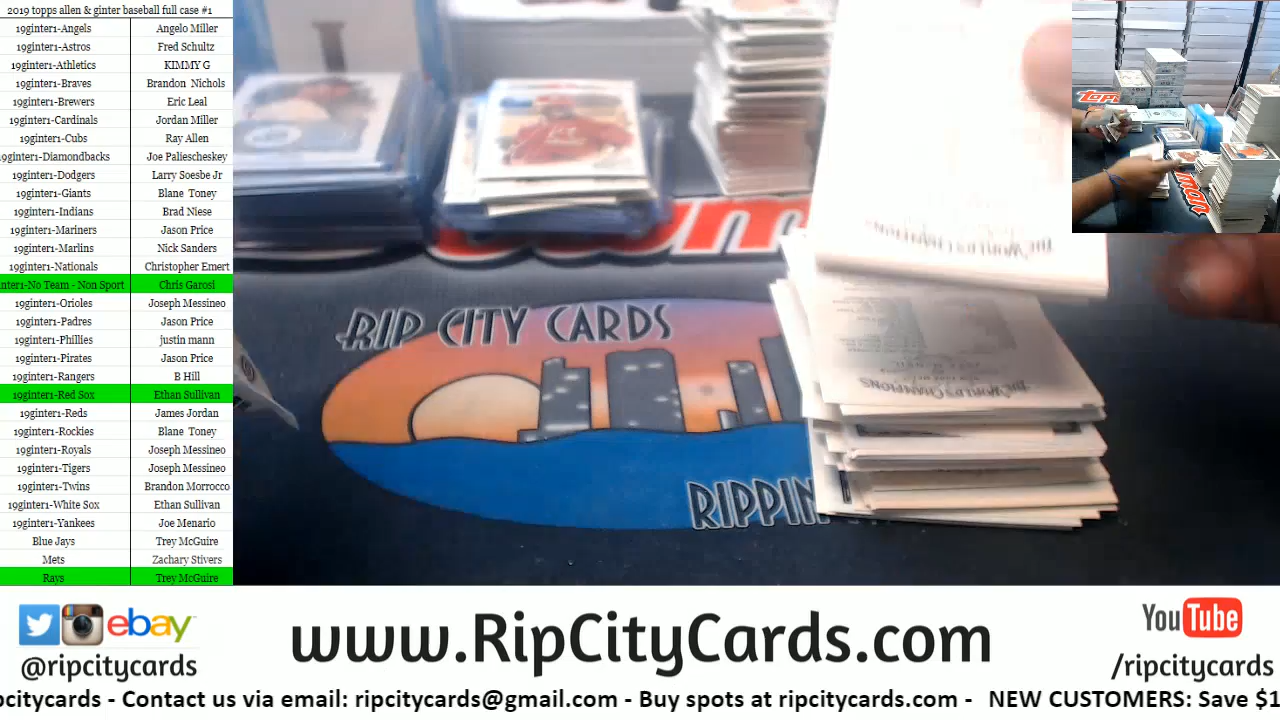 2019 topps allen & ginter baseball full case #1
19ginter1-Angels Angelo Miller
19ginter1-Astros Fred Schultz
19ginter1-Athletics KIMMY G
19ginter1-Braves Brandon Nichols
19ginter1-Brewers Eric Leal
19ginter1-Cardinals Jordan Miller
19ginter1-Cubs Ray Allen
9ginter1-Diamondbacks Joe Paliescheskey
19ginter1-Dodgers Larry Soesbe Jr
19ginter1-Giants Blane Toney
19ginter1-Indians Brad Niese
19ginter1-Mariners Jason Price
19ginter1-Marlins Nick Sanders
19ginter1-Nationals Christopher Emert
nter1-No Team - Non Sport Chris Garosi
19ginter1-Orioles Joseph Messineo
19ginter1-Padres Jason Price
19ginter1-Phillies justin mann
19ginter1-Pirates Jason Price
19ginter1-Rangers B Hill
19ginter1-Red Sox Ethan Sullivan
19ginter1-Reds James Jordan
19ginter1-Rockies Blane Toney
19ginter1-Royals Joseph Messineo
19ginter1-Tigers Joseph Messineo
19ginter1-Twins Brandon Morrocco
19ginter1-White Sox Ethan Sullivan
19ginter1-Yankees Joe Menario
Blue Jays Trey McGuire
Mets Zachary Stivers
Rays Trey McGuire
RIP CITY CARDS
RIPPIN
THE WORLD'S CHAMPIONS
THE WORLD'S CHAMPIONS
ebay
@ripcitycards
www.RipCityCards.com
YouTube
/ripcitycards
pcitycards - Contact us via email: ripcitycards@gmail.com - Buy spots at ripcitycards.com - NEW CUSTOMERS: Save $1